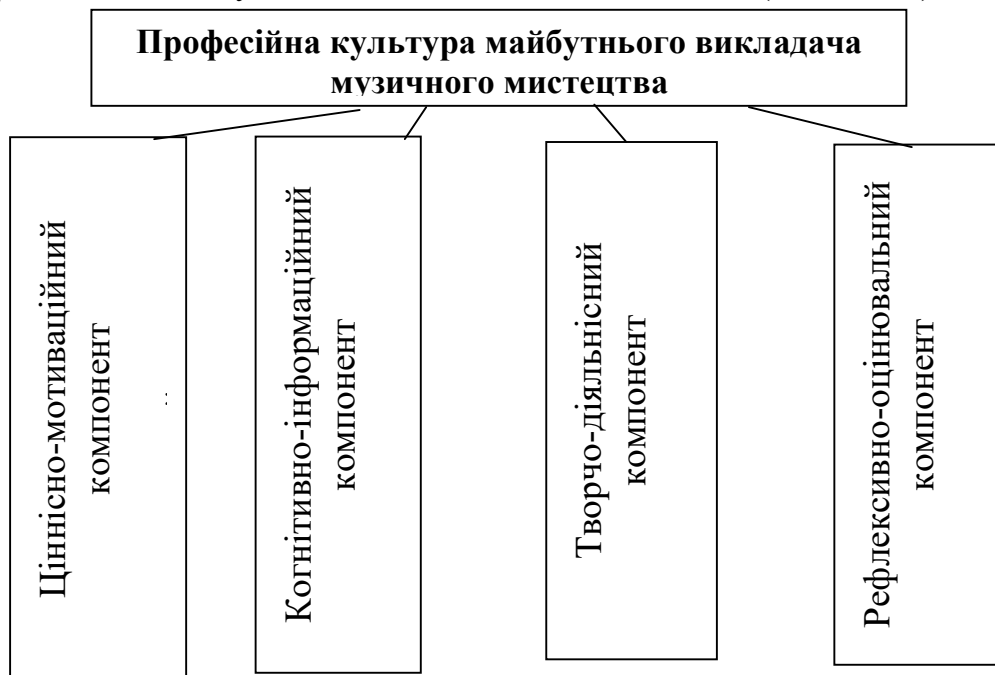 Професійна культура майбутнього викладача
музичного мистецтва
Ціннісно-мотиваційний
компонент
Когнітивно-інформаційний
компонент
Творчо-діяльнісний
компонент
Рефлексивно-оцінювальний
компонент